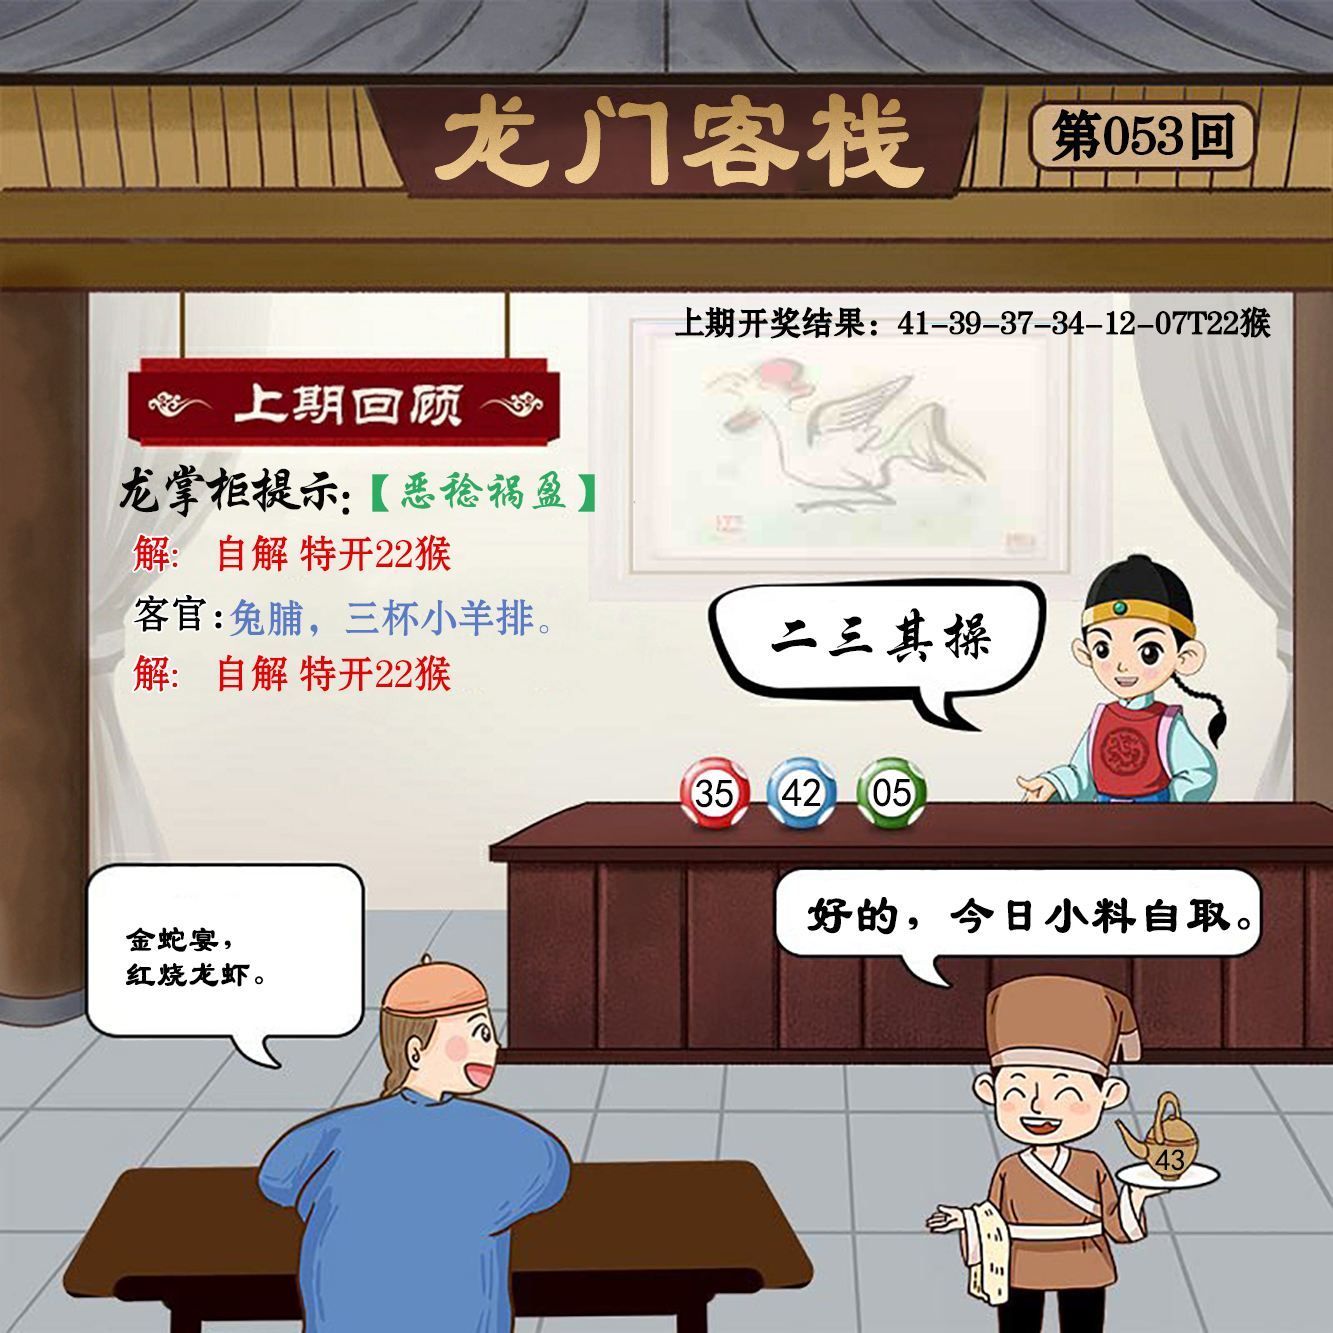 龙门客栈
第053回
上期开奖结果：41-39-37-34-12-07T22猴
上期回顾
龙掌柜提示:【恶稔祸盈】
解: 自解 特开22猴
客官:兔脯，三杯小羊排。
解: 自解 特开22猴
二三其操
35 42 05
金蛇宴，
红烧龙虾。
好的，今日小料自取。
43